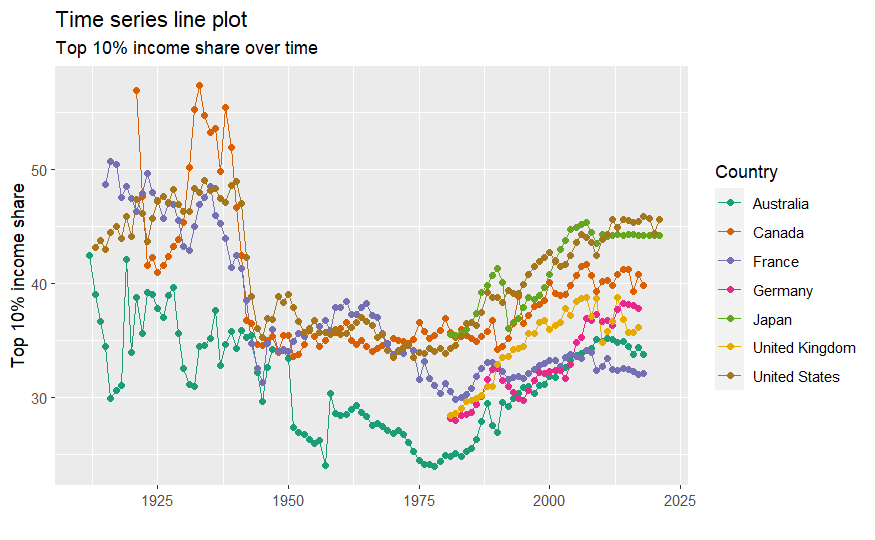 Time series line plot
Top 10% income share over time
Top 10% income share
50
40
30
1925
1950
1975
2000
2025
Country
Australia
Canada
France
Germany
Japan
United Kingdom
United States